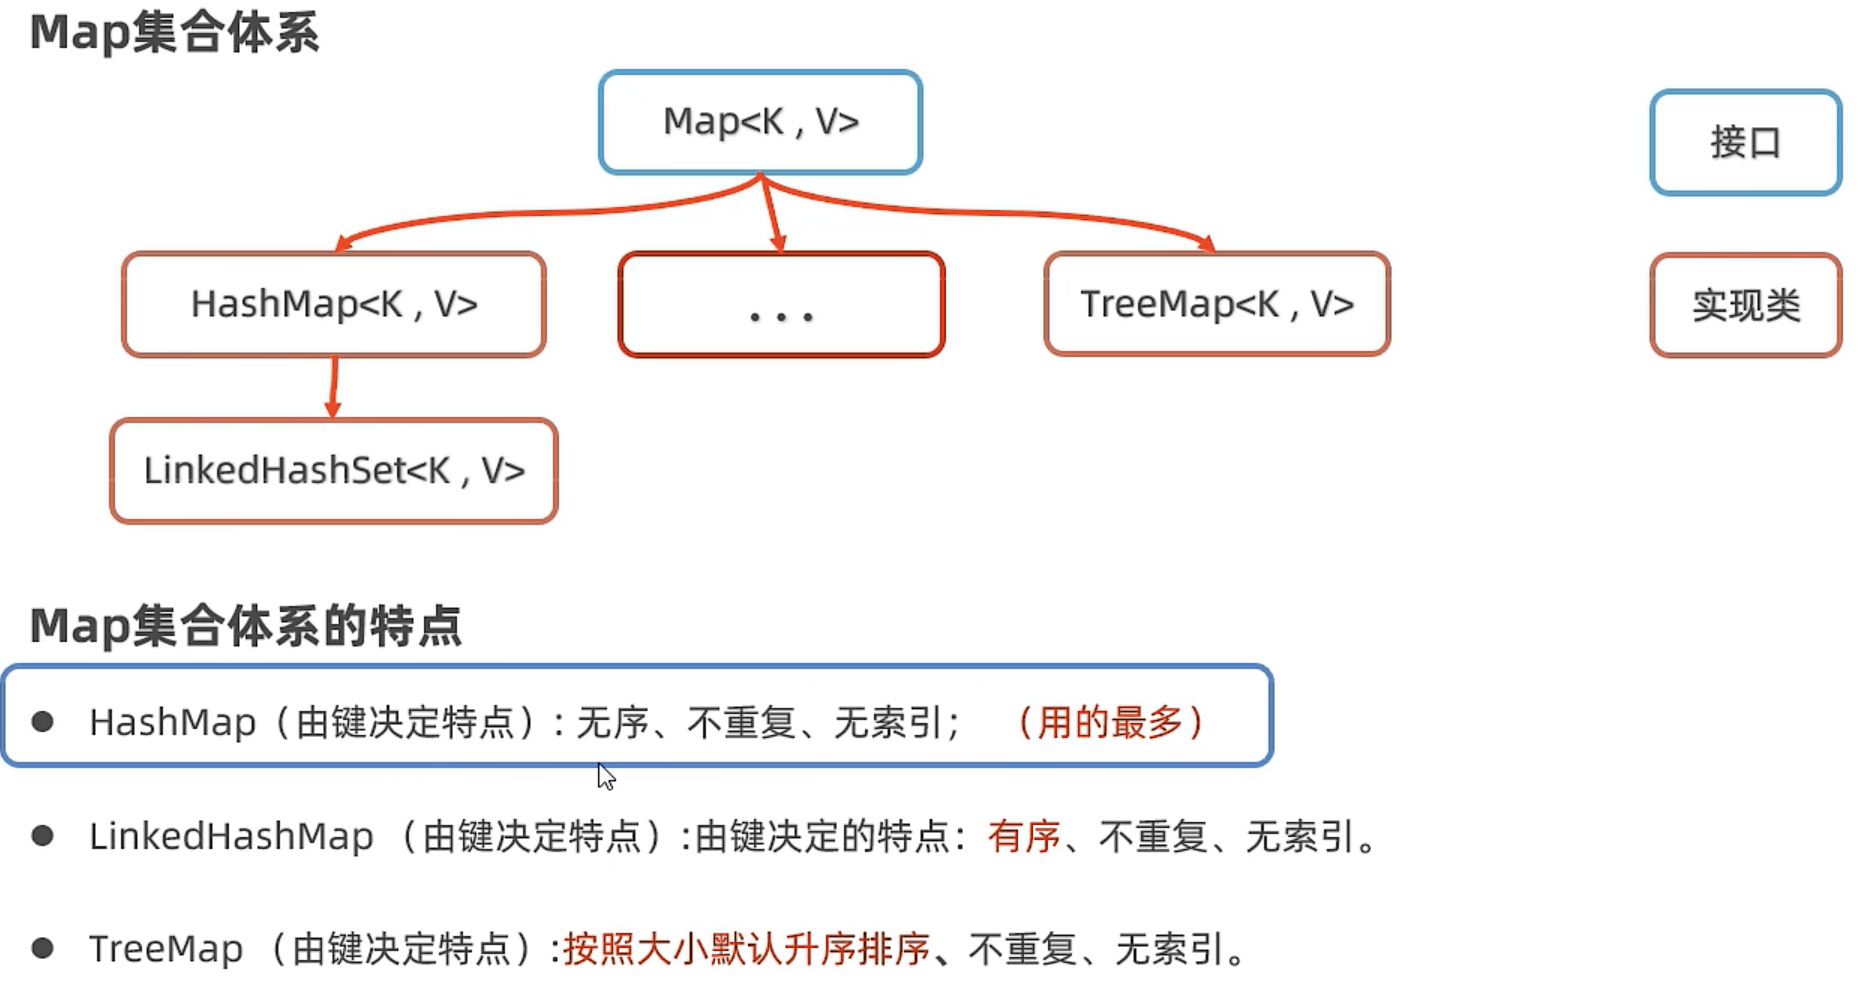 Map集合体系
Map<K , V>
接口
HashMap<K , V>
...
TreeMap<K , V>
实现类
LinkedHashSet<K , V>
Map集合体系的特点
● HashMap（由键决定特点）: 无序、不重复、无索引； （用的最多）
● LinkedHashMap （由键决定特点）:由键决定的特点：有序、不重复、无索引。
● TreeMap （由键决定特点）:按照大小默认升序排序、不重复、无索引。